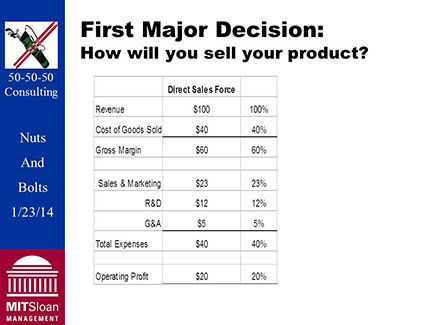 First Major Decision:
How will you sell your product?
50-50-50
Consulting
Nuts
And
Bolts
1/23/14
MITSloan
MANAGEMENT
Direct Sales Force
Revenue $100 100%
Cost of Goods Sold $40 40%
Gross Margin $60 60%
Sales & Marketing $23 23%
R&D $12 12%
G&A $5 5%
Total Expenses $40 40%
Operating Profit $20 20%